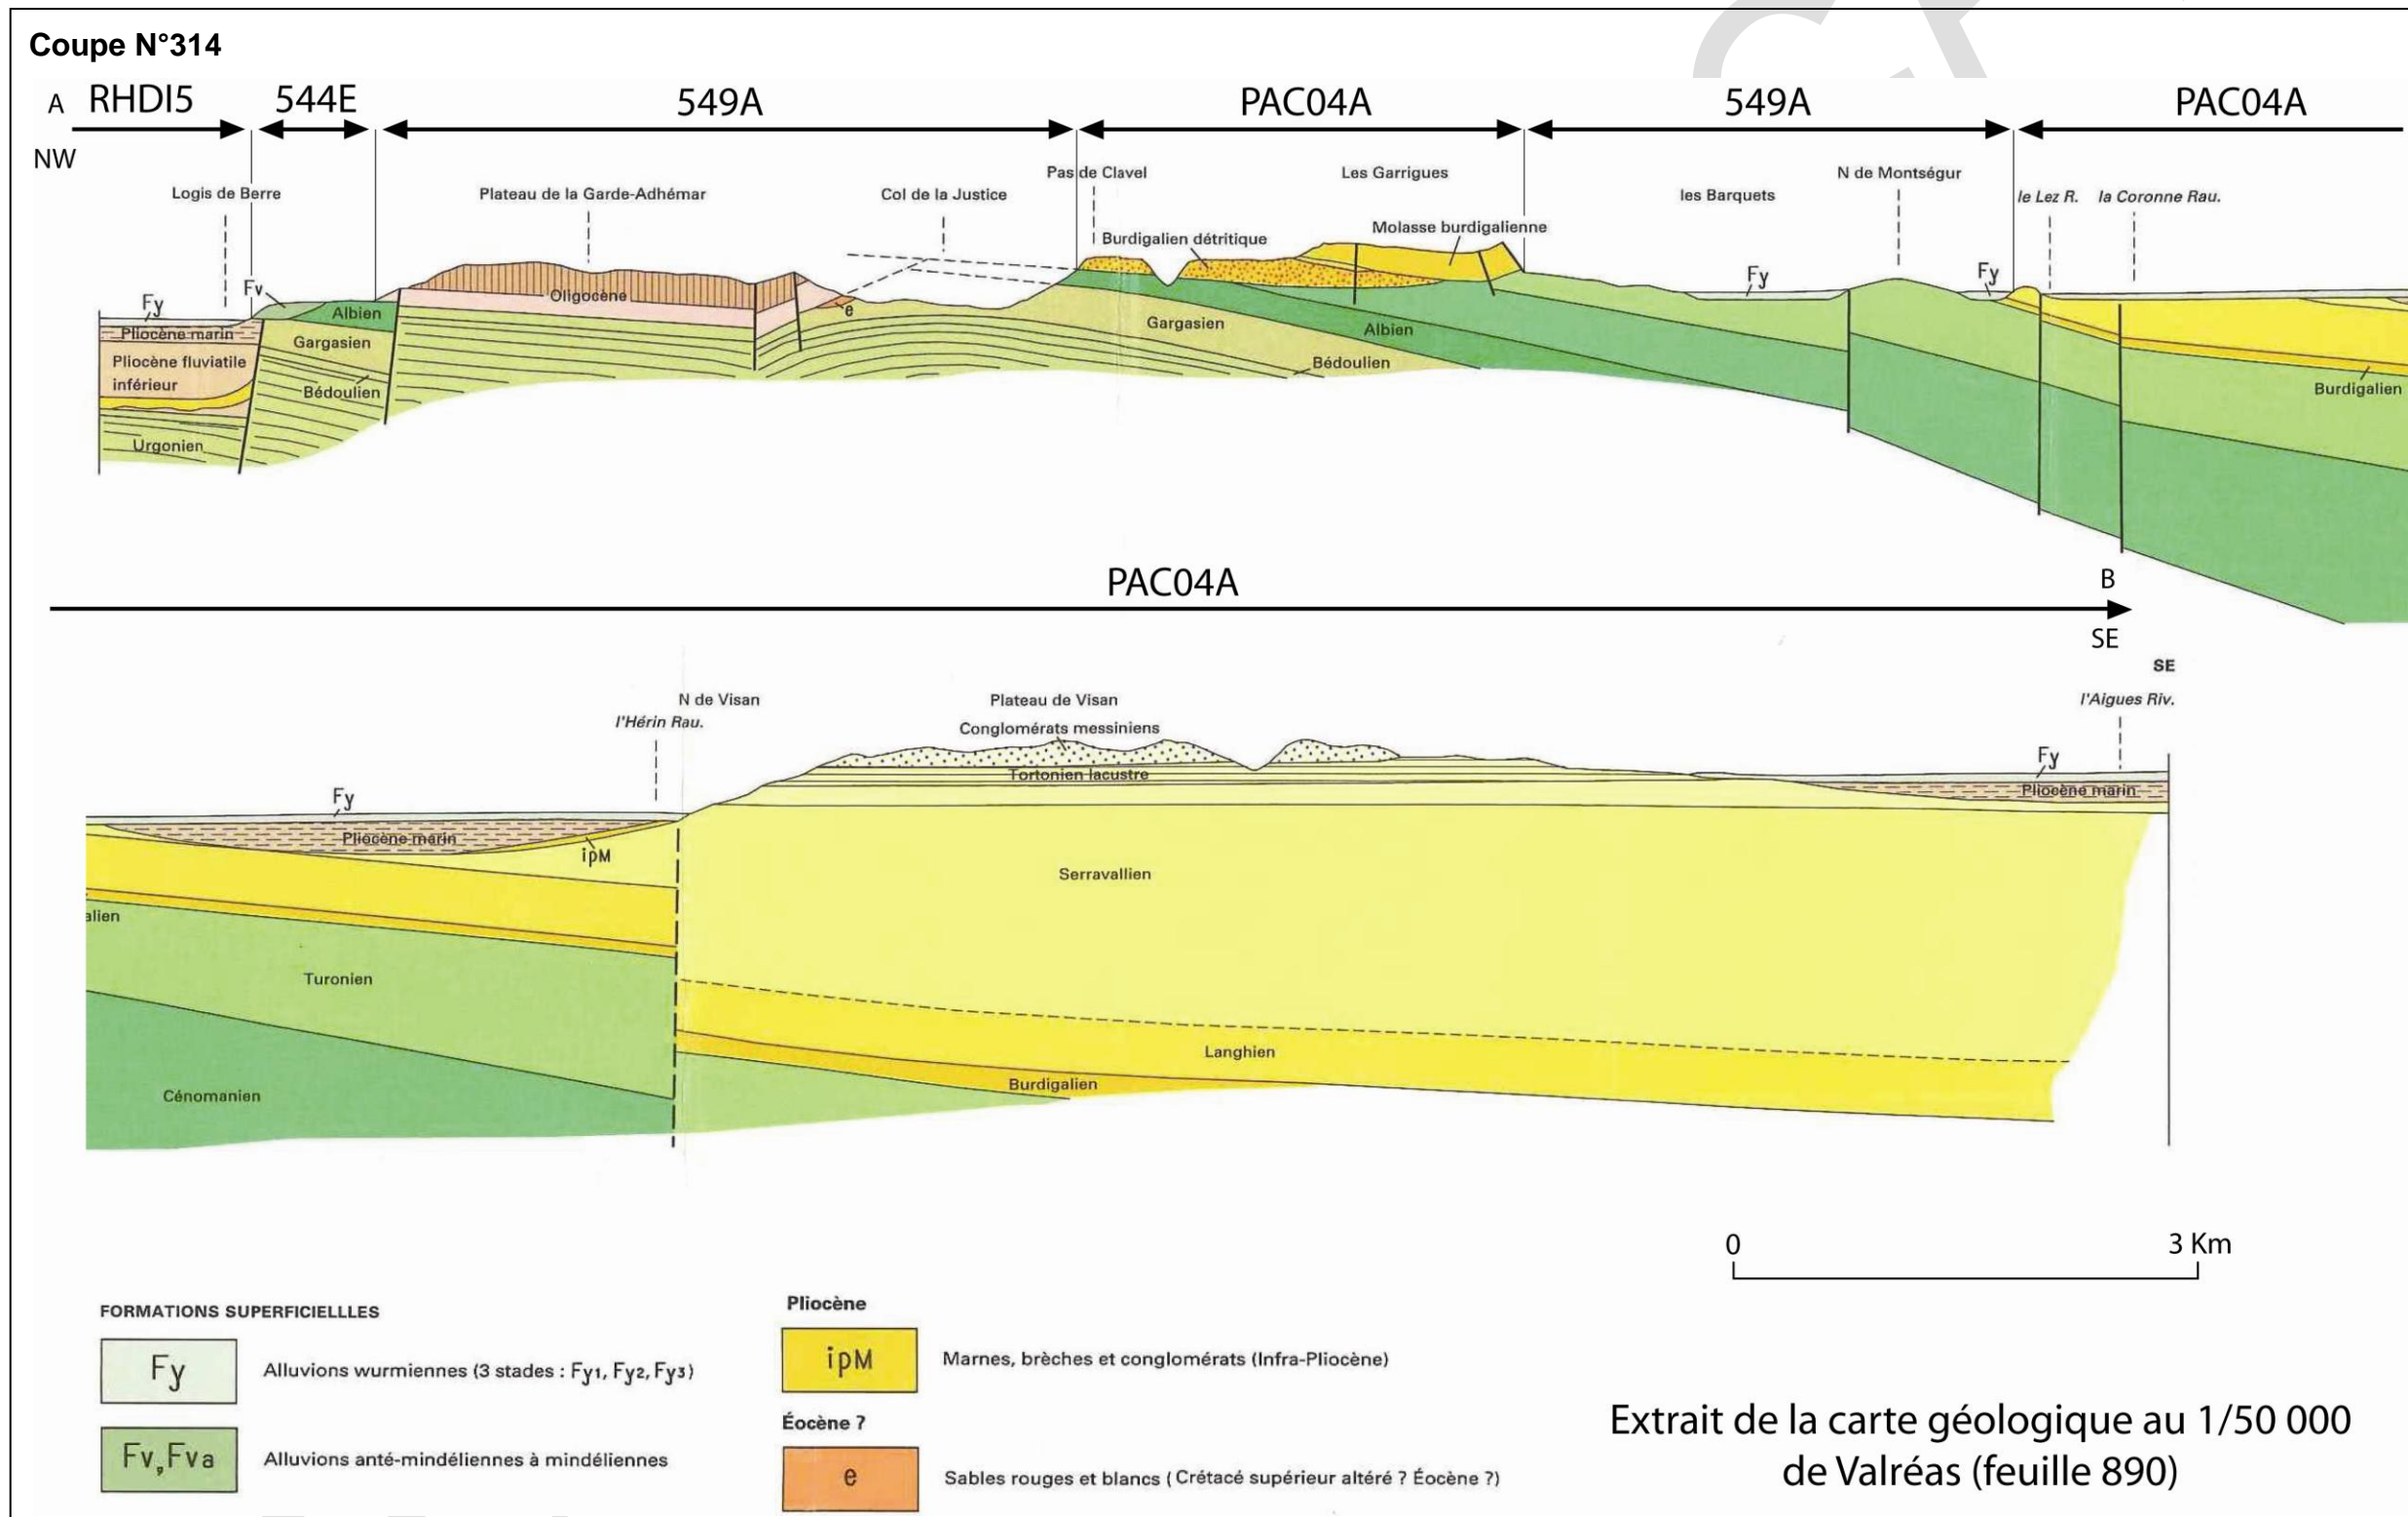 Coupe N°314
A RHDI5 544E 549A PAC04A 549A PAC04A
NW
Logis de Berre
Plateau de la Garde-Adhémar
Col de la Justice
Pas de Clavel
Les Garrigues
les Barquets
N de Montségur
le Lez R.
la Coronne Rau.
Burdigalien détritique
Molasse burdigalienne
Fy
Fv
Fy
Fy
Oligocène
Albien
e
Pliocène marin
Gargasien
Gargasien
Albien
Pliocène fluviatile
inférieur
Bédoulien
Bédoulien
Burdigalien
Urgonien
PAC04A
B
SE
SE
N de Visan
l'Hérin Rau.
Plateau de Visan
Conglomérats messiniens
l'Aigues Riv.
Fy
Tortonien lacustre
Pliocène marin
Fy
Pliocène marin
ipM
Serravallien
alien
Turonien
Langhien
Burdigalien
Cénomanien
0 3 Km
FORMATIONS SUPERFICIELLLES
Fy Alluvions wurmiennes (3 stades : Fy1, Fy2, Fy3)
Fv,Fva Alluvions anté-mindéliennes à mindéliennes
Pliocène
ipM Marnes, brèches et conglomérats (Infra-Pliocène)
Éocène ?
e Sables rouges et blancs ( Crétacé supérieur altéré ? Éocène ?)
Extrait de la carte géologique au 1/50 000
de Valréas (feuille 890)